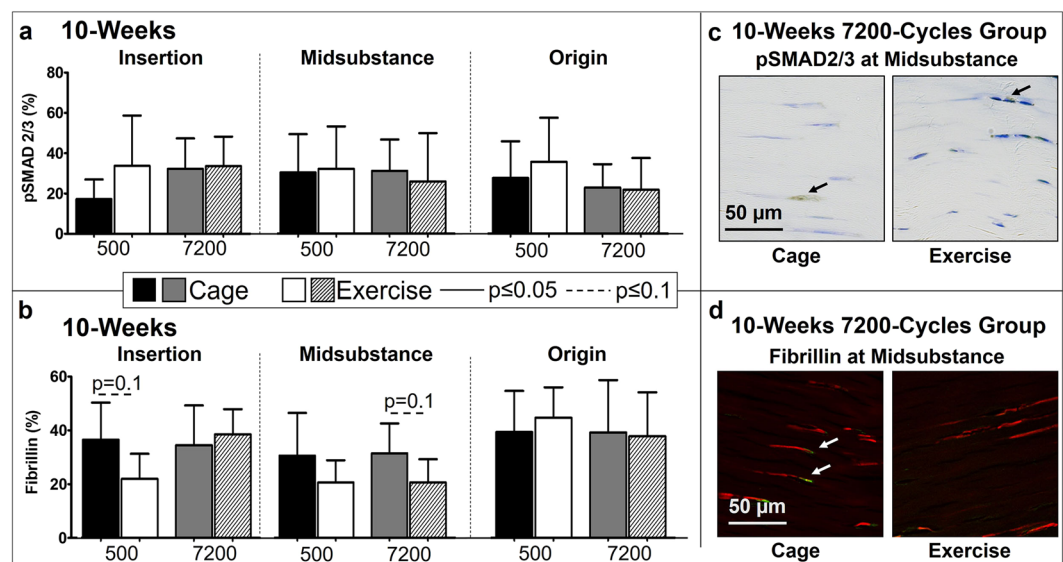 a 10-Weeks
Insertion Midsubstance Origin
pSMAD 2/3 (%)
80
60
40
20
0
500 7200 500 7200 500 7200
Cage Exercise p≤0.05 p≤0.1
b 10-Weeks
Insertion Midsubstance Origin
Fibrillin (%)
60
40
20
0
p=0.1 p=0.1
500 7200 500 7200 500 7200
c 10-Weeks 7200-Cycles Group
pSMAD2/3 at Midsubstance
50 µm
Cage Exercise
d 10-Weeks 7200-Cycles Group
Fibrillin at Midsubstance
50 µm
Cage Exercise